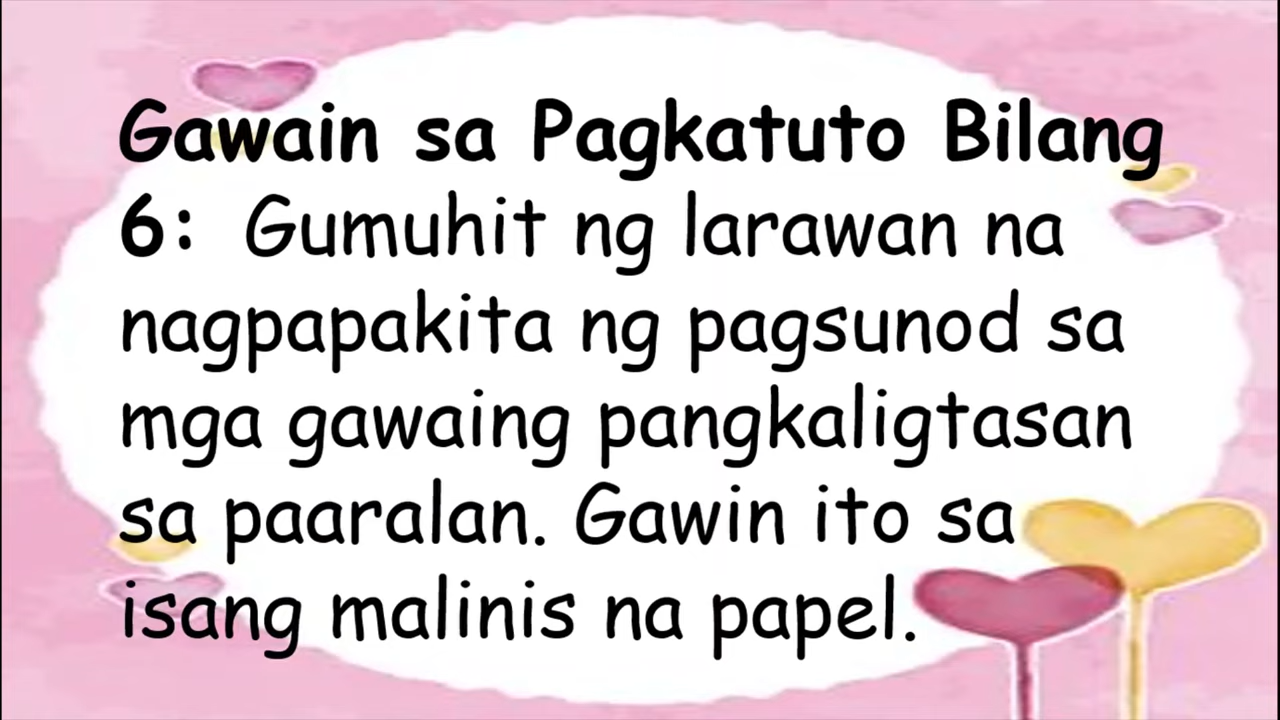 Gawain sa Pagkatuto Bilang
6: Gumuhit ng larawan na
nagpapakita ng pagsunod sa
mga gawaing pangkaligtasan
sa paaralan. Gawin ito sa
isang malinis na papel.